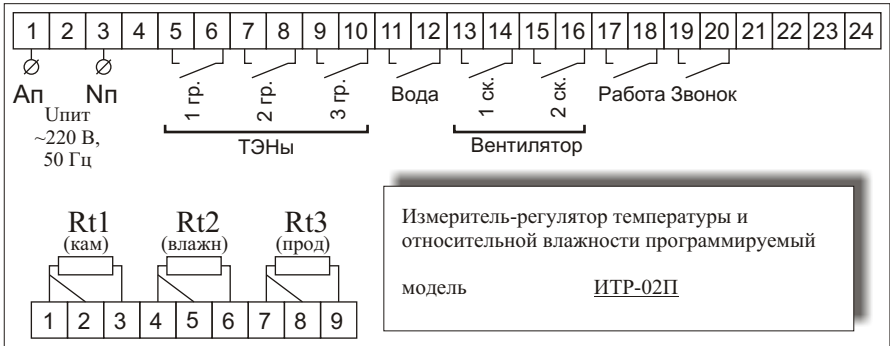 1 2 3 4 5 6 7 8 9 10 11 12 13 14 15 16 17 18 19 20 21 22 23 24
Ап Nп
Uпит
~220 В,
50 Гц
1 гр. 2 гр. 3 гр.
ТЭНы
Вода
1 ск. 2 ск.
Вентилятор
Работа Звонок
Rt1 Rt2 Rt3
(кам) (влажн) (прод)
1 2 3 4 5 6 7 8 9
Измеритель-регулятор температуры и
относительной влажности программируемый
модель ИТР-02П